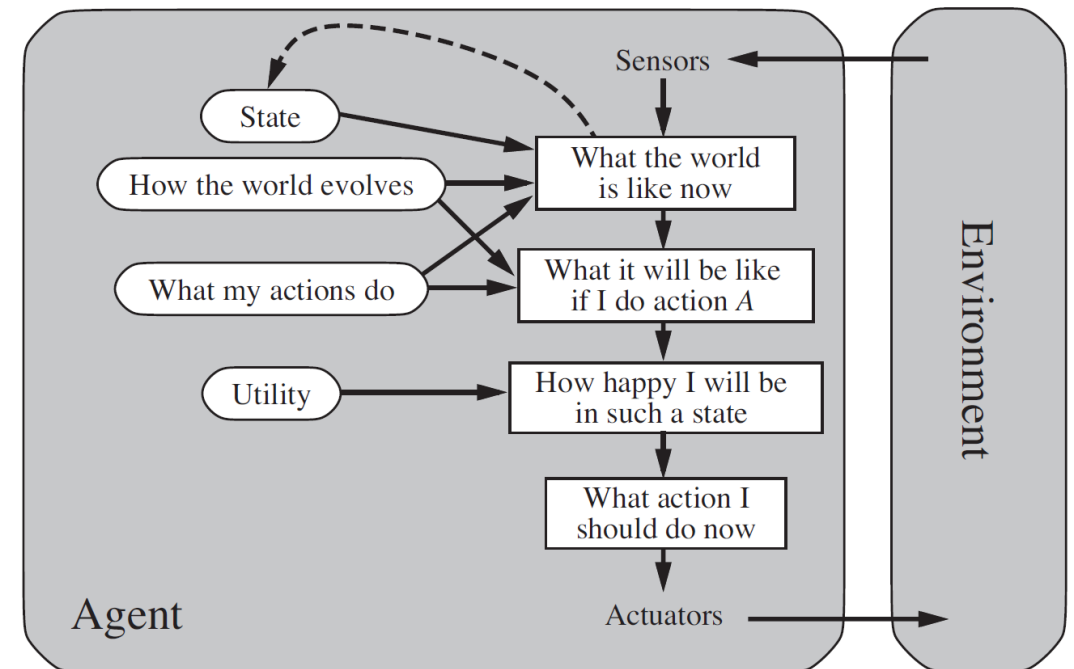 Sensors
State
What the world
is like now
How the world evolves
What it will be like
if I do action A
What my actions do
How happy I will be
in such a state
Utility
What action I
should do now
Agent
Actuators
Environment